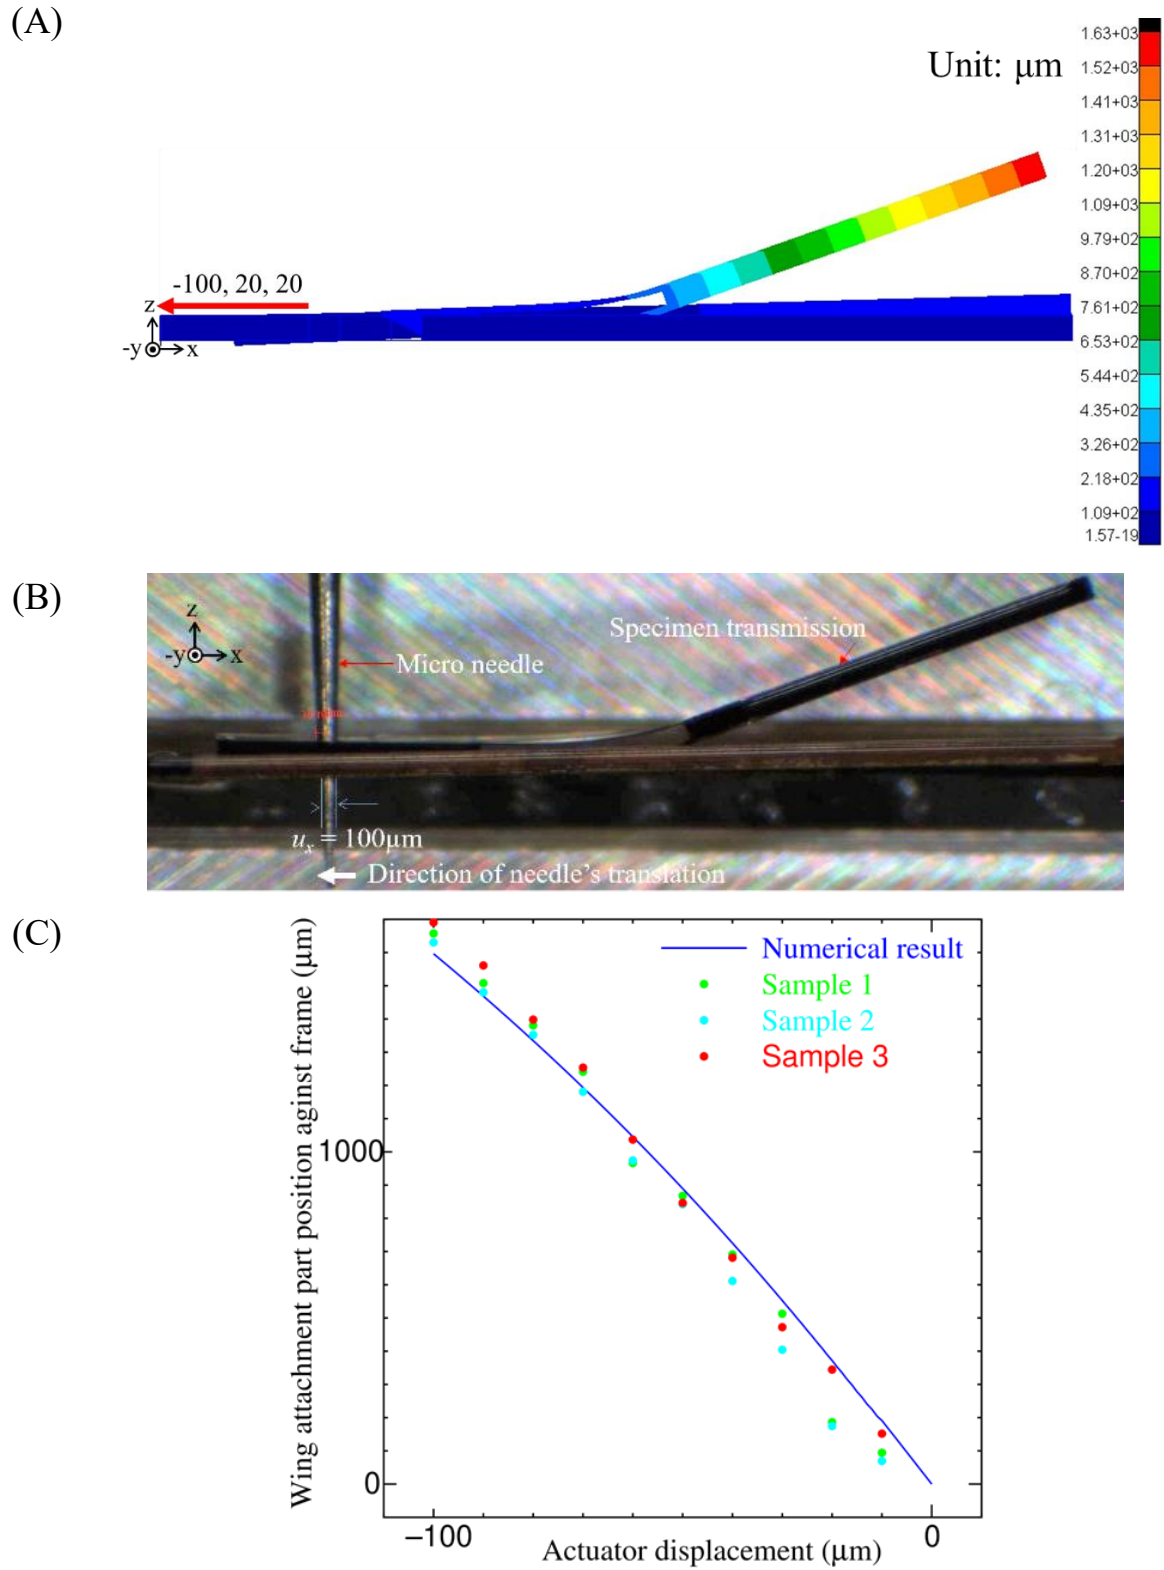 (A)
Unit: μm
1.63+03
1.52+03
1.41+03
1.31+03
1.20+03
1.09+03
9.79+02
8.70+02
7.61+02
6.53+02
5.44+02
4.35+02
3.26+02
2.18+02
1.09+02
1.57-19
-100, 20, 20
z
-y
x
(B)
z
-y
x
Specimen transmission
Micro needle
uₓ = 100μm
Direction of needle's translation
(C)
Wing attachment part position aginst frame (μm)
Numerical result
Sample 1
Sample 2
Sample 3
1000
0
−100
0
Actuator displacement (μm)